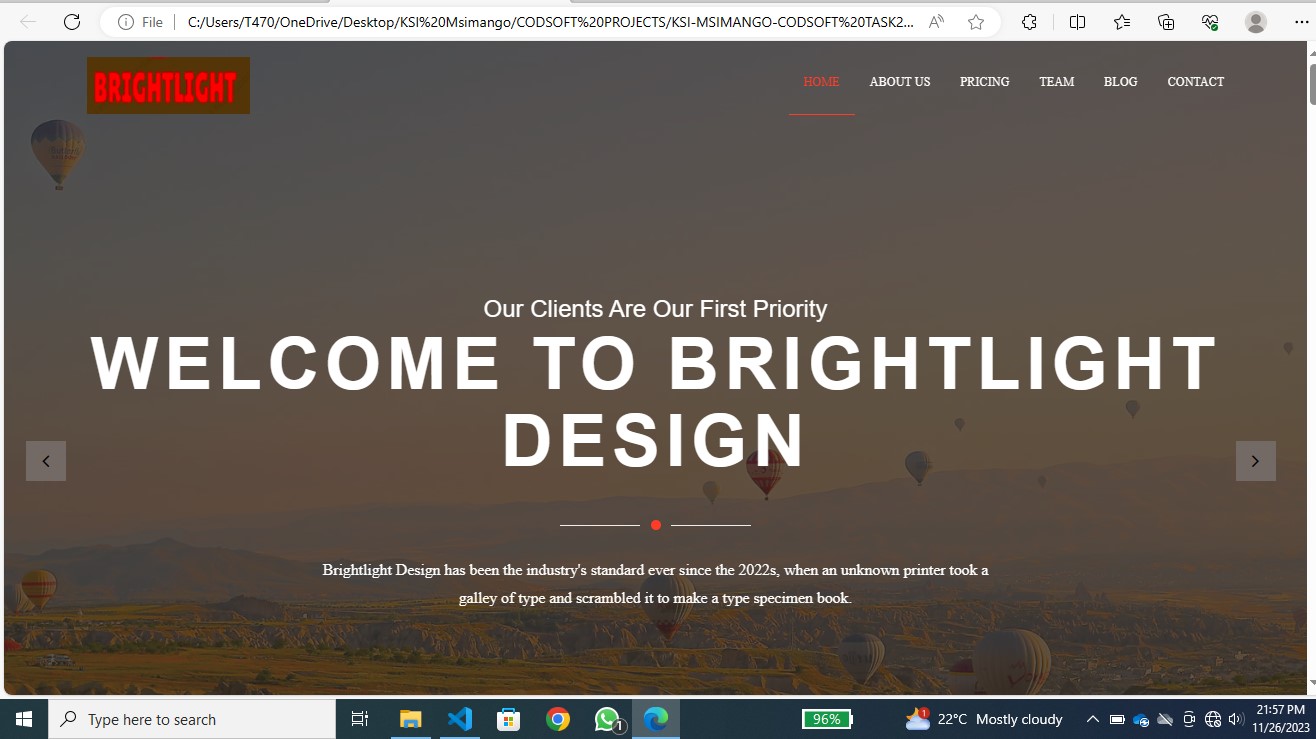 File
C:/Users/T470/OneDrive/Desktop/KSI%20Msimango/CODSOFT%20PROJECTS/KSI-MSIMANGO-CODSOFT%20TASK2...
BRIGHTLIGHT
HOME ABOUT US PRICING TEAM BLOG CONTACT
Our Clients Are Our First Priority
WELCOME TO BRIGHTLIGHT
DESIGN
Brightlight Design has been the industry's standard ever since the 2022s, when an unknown printer took a
galley of type and scrambled it to make a type specimen book.
Type here to search
1
96%
1
22°C Mostly cloudy
21:57 PM
11/26/2023